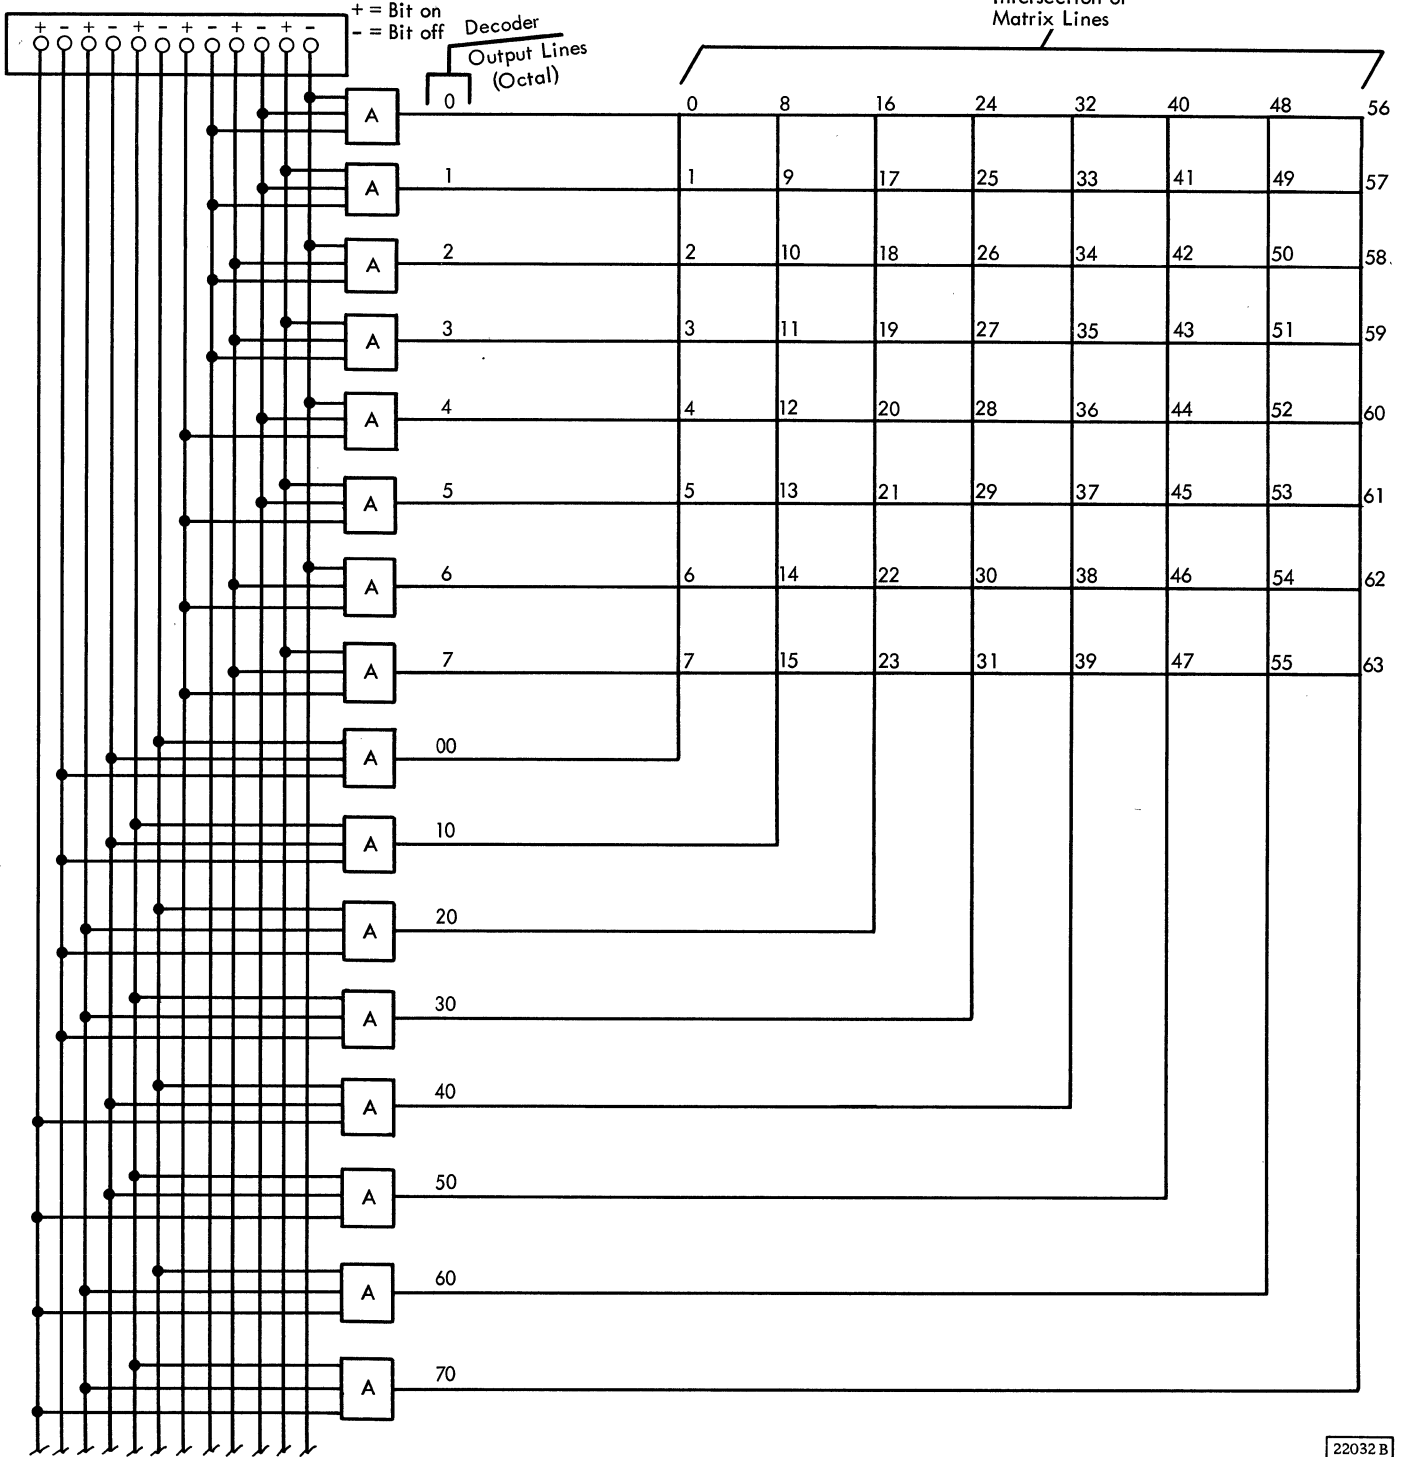 Intersection of
Matrix Lines
+ = Bit on
- = Bit off
+ - + - + - + - + - + -
Decoder
Output Lines
(Octal)
A 0 0 8 16 24 32 40 48 56
A 1 1 9 17 25 33 41 49 57
A 2 2 10 18 26 34 42 50 58
A 3 3 11 19 27 35 43 51 59
A 4 4 12 20 28 36 44 52 60
A 5 5 13 21 29 37 45 53 61
A 6 6 14 22 30 38 46 54 62
A 7 7 15 23 31 39 47 55 63
A 00
A 10
A 20
A 30
A 40
A 50
A 60
A 70
22032 B